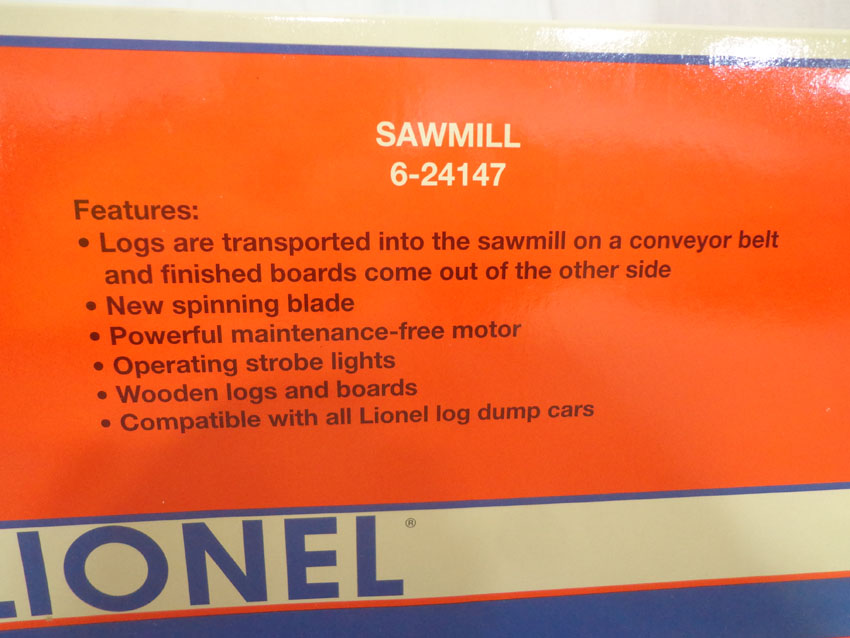 SAWMILL
6-24147
Features:
• Logs are transported into the sawmill on a conveyor belt
and finished boards come out of the other side
• New spinning blade
• Powerful maintenance-free motor
• Operating strobe lights
• Wooden logs and boards
• Compatible with all Lionel log dump cars
LIONEL®